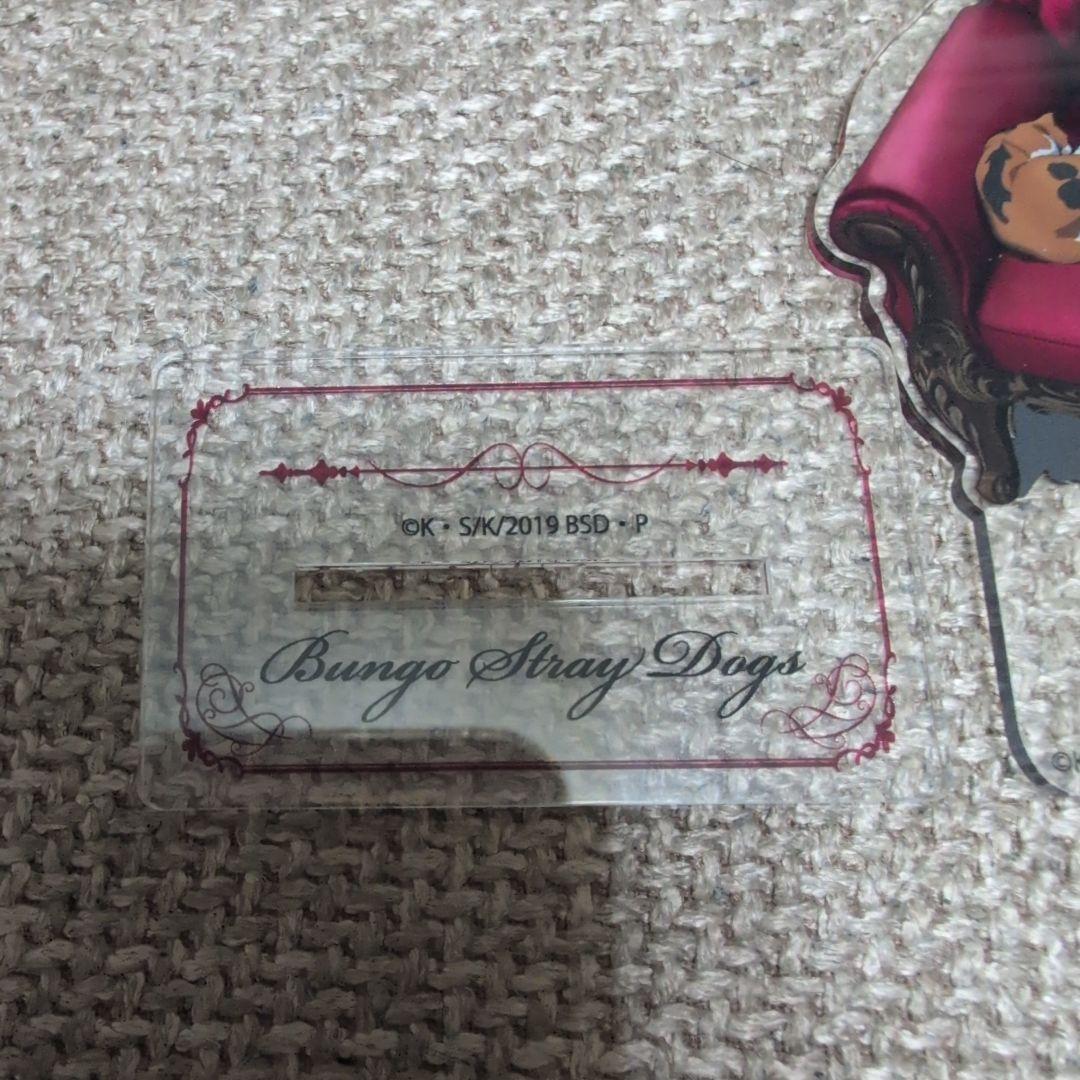 ©K・S/K/2019 BSD・P
Bungo Stray Dogs
©